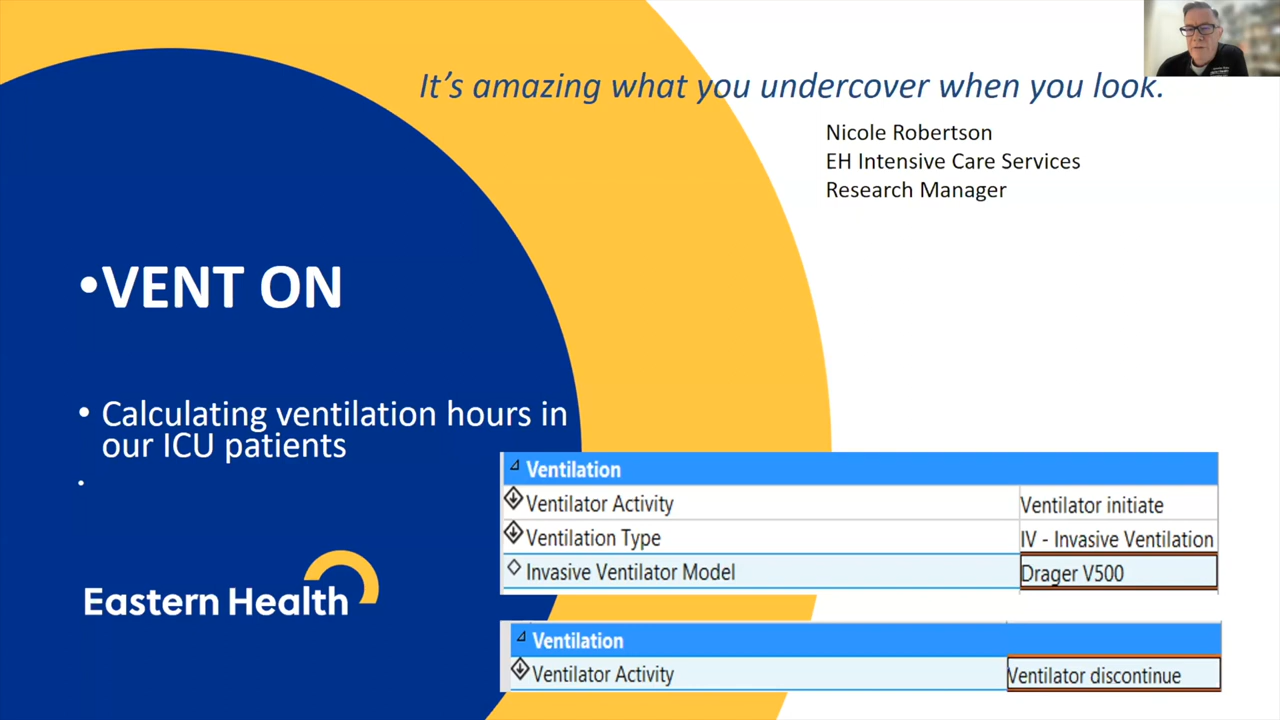 It's amazing what you undercover when you look.
Nicole Robertson
EH Intensive Care Services
Research Manager
•VENT ON
• Calculating ventilation hours in
our ICU patients
•
Eastern Health
Ventilation
Ventilator Activity Ventilator initiate
Ventilation Type IV - Invasive Ventilation
Invasive Ventilator Model Drager V500
Ventilation
Ventilator Activity Ventilator discontinue